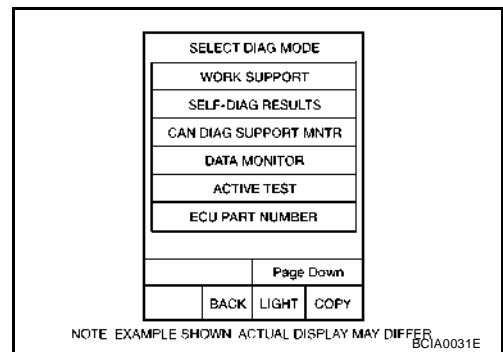 SELECT DIAG MODE
WORK SUPPORT
SELF-DIAG RESULTS
CAN DIAG SUPPORT MNTR
DATA MONITOR
ACTIVE TEST
ECU PART NUMBER
Page Down
BACK LIGHT COPY
NOTE EXAMPLE SHOWN ACTUAL DISPLAY MAY DIFFER
BCIA0031E